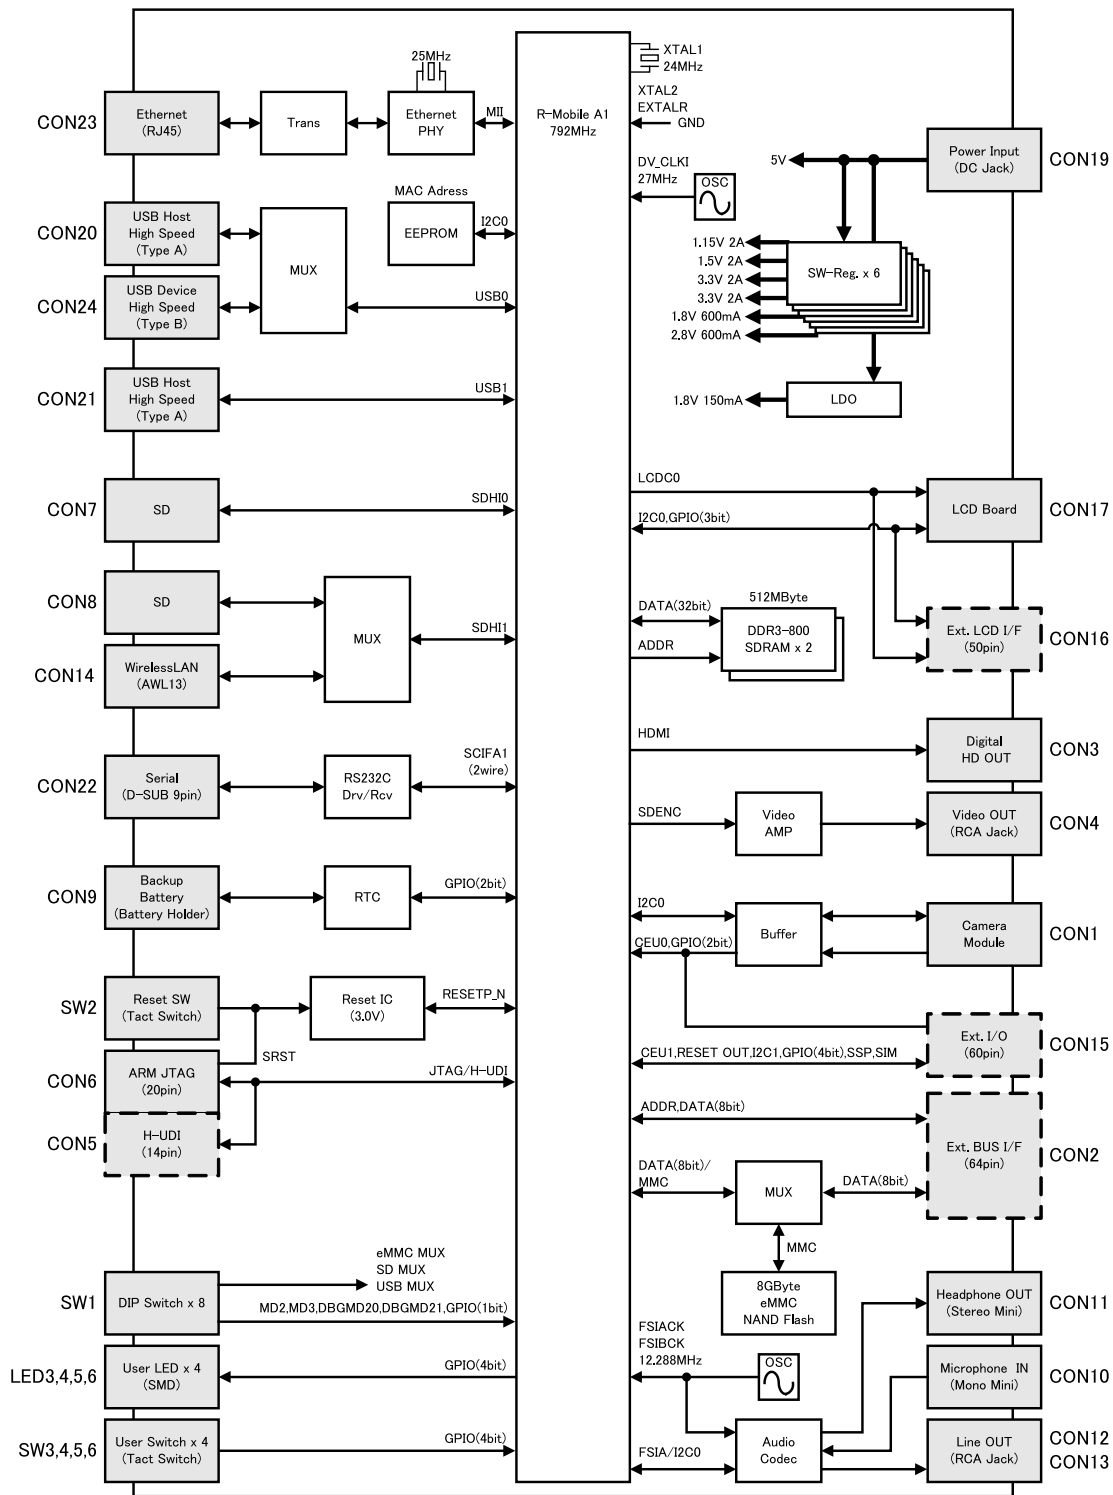 CON23
Ethernet
(RJ45)
Trans
25MHz
Ethernet
PHY
MII
R-Mobile A1
792MHz
XTAL1
24MHz
XTAL2
EXTALR
GND
DV_CLKI
27MHz
OSC
5V
Power Input
(DC Jack)
CON19
CON20
USB Host
High Speed
(Type A)
MUX
MAC Adress
EEPROM
I2C0
CON24
USB Device
High Speed
(Type B)
USB0
1.15V 2A
1.5V 2A
3.3V 2A
3.3V 2A
1.8V 600mA
2.8V 600mA
SW-Reg. x 6
CON21
USB Host
High Speed
(Type A)
USB1
1.8V 150mA
LDO
CON7
SD
SDHI0
LCDC0
I2C0,GPIO(3bit)
LCD Board
CON17
CON8
SD
MUX
SDHI1
CON14
WirelessLAN
(AWL13)
512MByte
DATA(32bit)
ADDR
DDR3-800
SDRAM x 2
Ext. LCD I/F
(50pin)
CON16
HDMI
Digital
HD OUT
CON3
CON22
Serial
(D-SUB 9pin)
RS232C
Drv/Rcv
SCIFA1
(2wire)
SDENC
Video
AMP
Video OUT
(RCA Jack)
CON4
CON9
Backup
Battery
(Battery Holder)
RTC
GPIO(2bit)
I2C0
CEU0,GPIO(2bit)
Buffer
Camera
Module
CON1
SW2
Reset SW
(Tact Switch)
Reset IC
(3.0V)
RESETP_N
SRST
CON6
ARM JTAG
(20pin)
JTAG/H-UDI
CON5
H-UDI
(14pin)
Ext. I/O
(60pin)
CON15
CEU1,RESET OUT,I2C1,GPIO(4bit),SSP,SIM
ADDR,DATA(8bit)
Ext. BUS I/F
(64pin)
CON2
DATA(8bit)/
MMC
MUX
DATA(8bit)
MMC
8GByte
eMMC
NAND Flash
SW1
DIP Switch x 8
eMMC MUX
SD MUX
USB MUX
MD2,MD3,DBGMD20,DBGMD21,GPIO(1bit)
Headphone OUT
(Stereo Mini)
CON11
LED3,4,5,6
User LED x 4
(SMD)
GPIO(4bit)
FSIACK
FSIBCK
12.288MHz
OSC
Microphone IN
(Mono Mini)
CON10
SW3,4,5,6
User Switch x 4
(Tact Switch)
GPIO(4bit)
FSIA/I2C0
Audio
Codec
Line OUT
(RCA Jack)
CON12
CON13